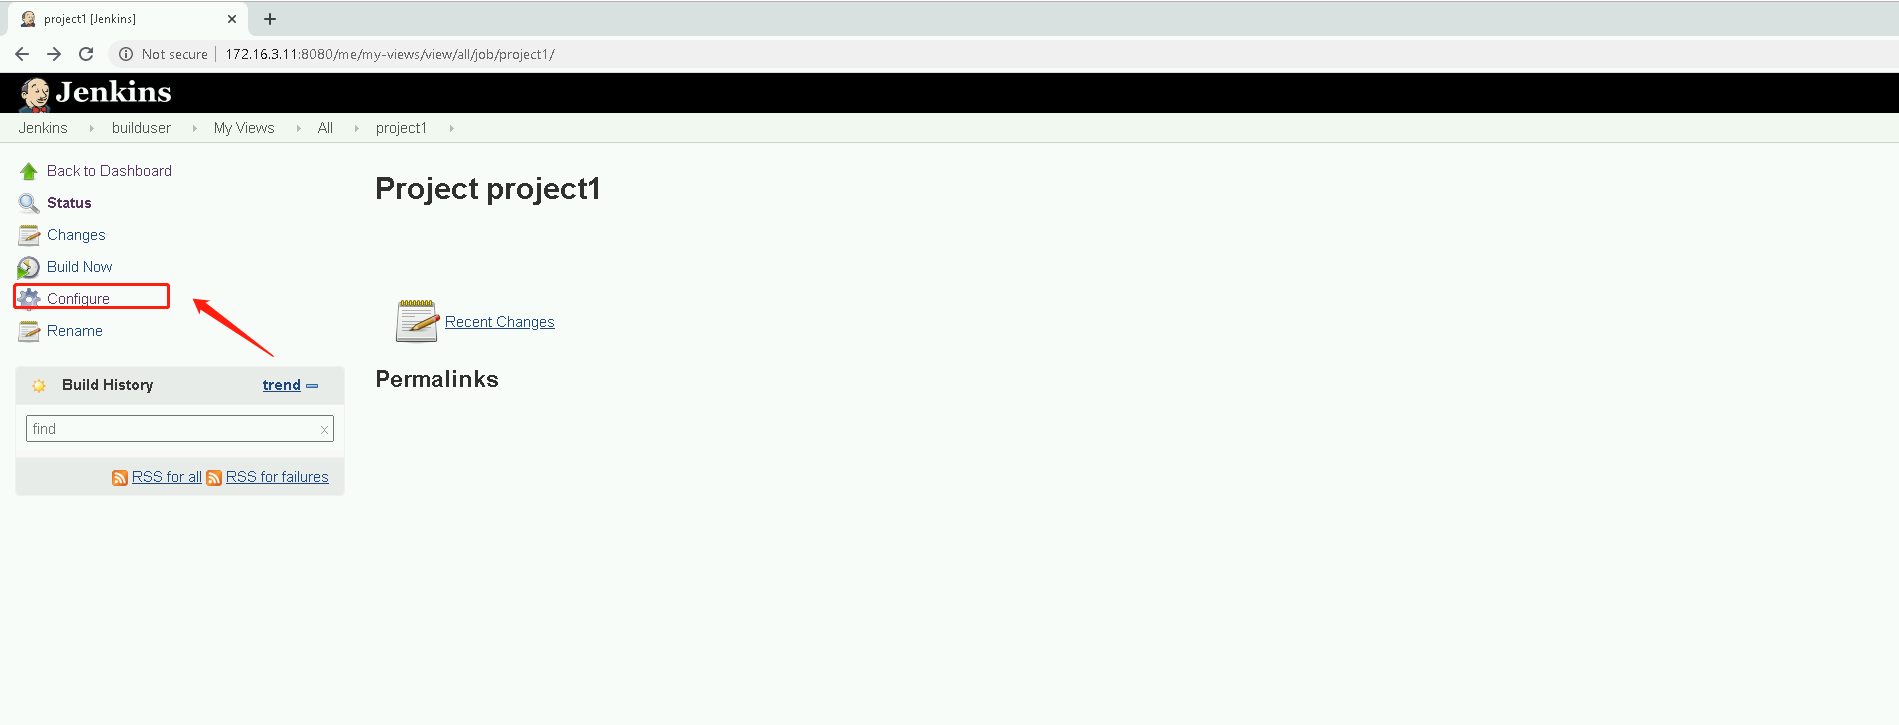 project1 [Jenkins]
Not secure 172.16.3.11:8080/me/my-views/view/all/job/project1/
Jenkins
Jenkins builduser My Views All project1
Back to Dashboard
Status
Changes
Build Now
Configure
Rename
Build History trend
find x
RSS for all RSS for failures
Project project1
Recent Changes
Permalinks